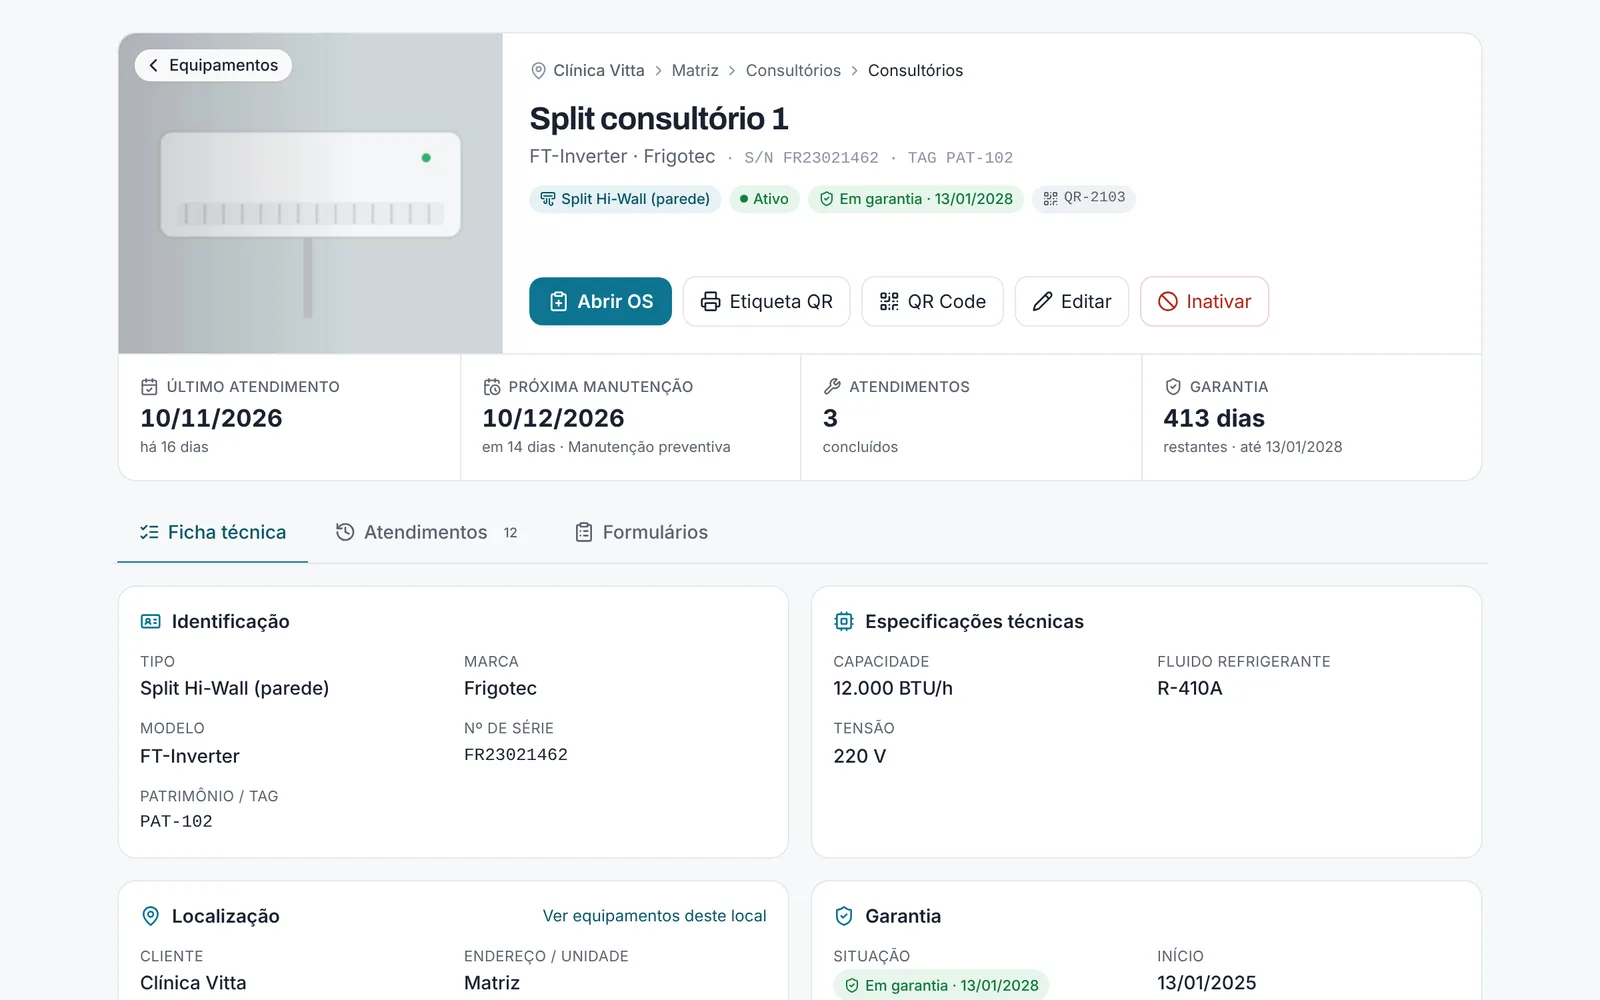 Equipamentos
Clínica Vitta > Matriz > Consultórios > Consultórios
Split consultório 1
FT-Inverter · Frigotec · S/N FR23021462 · TAG PAT-102
Split Hi-Wall (parede) Ativo Em garantia · 13/01/2028 QR-2103
Abrir OS Etiqueta QR QR Code Editar Inativar
ÚLTIMO ATENDIMENTO
10/11/2026
há 16 dias
PRÓXIMA MANUTENÇÃO
10/12/2026
em 14 dias · Manutenção preventiva
ATENDIMENTOS
3
concluídos
GARANTIA
413 dias
restantes · até 13/01/2028
Ficha técnica Atendimentos 12 Formulários
Identificação
TIPO
Split Hi-Wall (parede)
MARCA
Frigotec
MODELO
FT-Inverter
Nº DE SÉRIE
FR23021462
PATRIMÔNIO / TAG
PAT-102
Especificações técnicas
CAPACIDADE
12.000 BTU/h
FLUIDO REFRIGERANTE
R-410A
TENSÃO
220 V
Localização
Ver equipamentos deste local
CLIENTE
Clínica Vitta
ENDEREÇO / UNIDADE
Matriz
Garantia
SITUAÇÃO
Em garantia · 13/01/2028
INÍCIO
13/01/2025